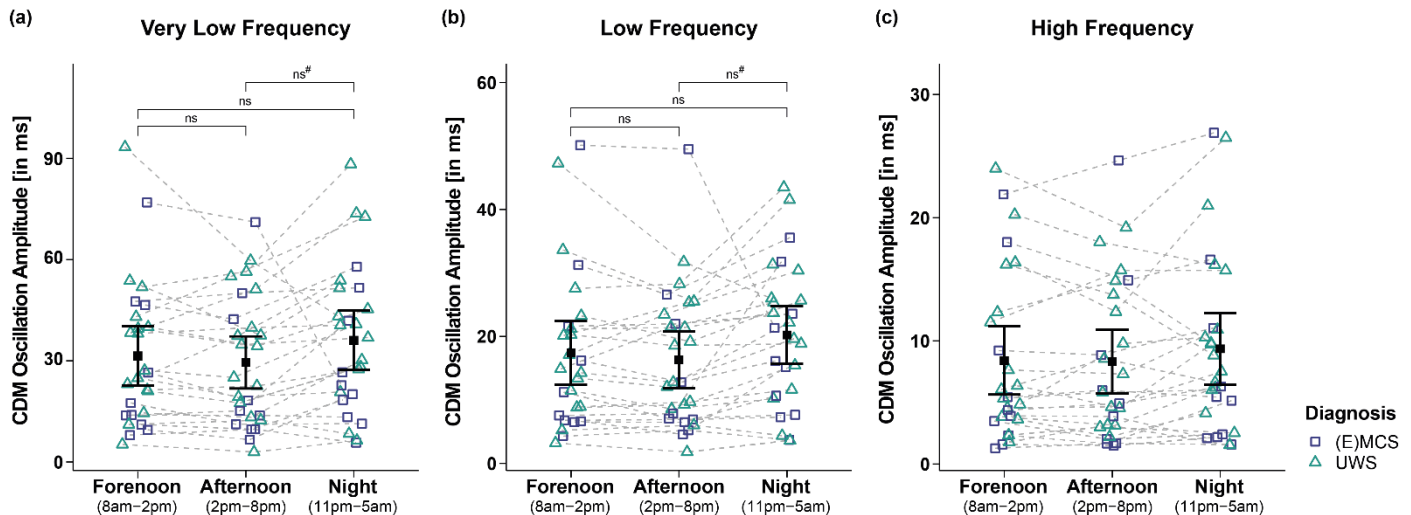 (a)
Very Low Frequency
CDM Oscillation Amplitude [in ms]
90
60
30
0
ns#
ns
ns
Forenoon
(8am–2pm)
Afternoon
(2pm–8pm)
Night
(11pm–5am)
(b)
Low Frequency
CDM Oscillation Amplitude [in ms]
60
40
20
0
ns#
ns
ns
Forenoon
(8am–2pm)
Afternoon
(2pm–8pm)
Night
(11pm–5am)
(c)
High Frequency
CDM Oscillation Amplitude [in ms]
30
20
10
0
Forenoon
(8am–2pm)
Afternoon
(2pm–8pm)
Night
(11pm–5am)
Diagnosis
(E)MCS
UWS